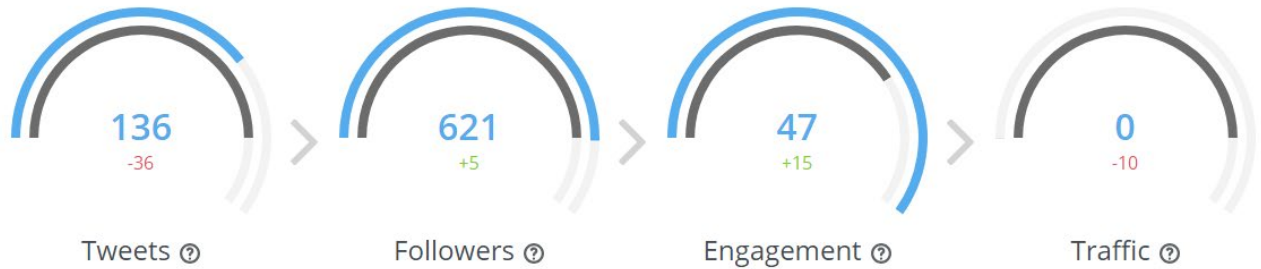 136 621 47 0
-36 +5 +15 -10
Tweets ? Followers ? Engagement ? Traffic ?